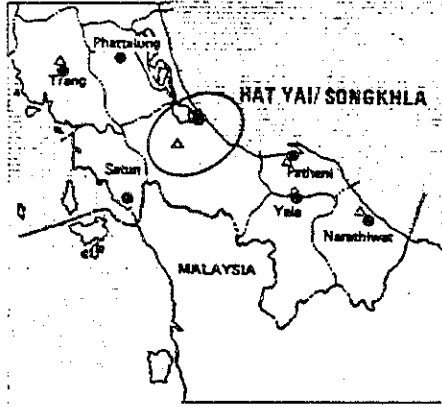 Phattalung
Trang
HAT YAI/SONGKHLA
Satun
Pattani
Yala
Narathiwat
MALAYSIA